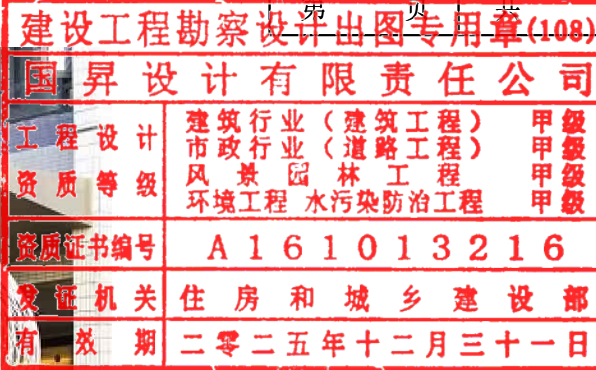 第 页 共
建设工程勘察设计出图专用章(108)
国昇设计有限责任公司
工程设计资质等级
建筑行业（建筑工程） 甲级
市政行业（道路工程） 甲级
风景园林工程 甲级
环境工程 水污染防治工程 甲级
资质证书编号 A161013216
发证机关 住房和城乡建设部
有效期 二零二五年十二月三十一日